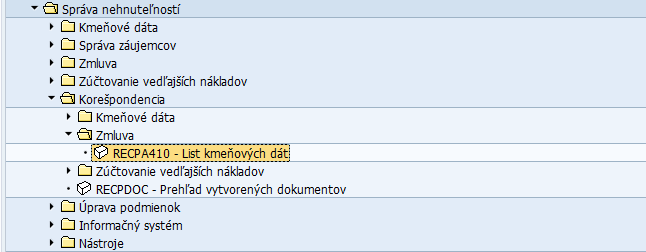 Správa nehnuteľností
Kmeňové dáta
Správa záujemcov
Zmluva
Zúčtovanie vedľajších nákladov
Korešpondencia
Kmeňové dáta
Zmluva
RECPA410 - List kmeňových dát
Zúčtovanie vedľajších nákladov
RECPDOC - Prehľad vytvorených dokumentov
Úprava podmienok
Informačný systém
Nástroje